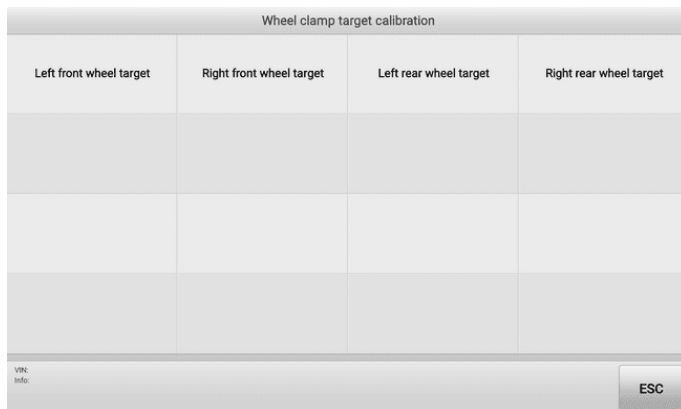 Wheel clamp target calibration
Left front wheel target
Right front wheel target
Left rear wheel target
Right rear wheel target
VIN:
Info:
ESC